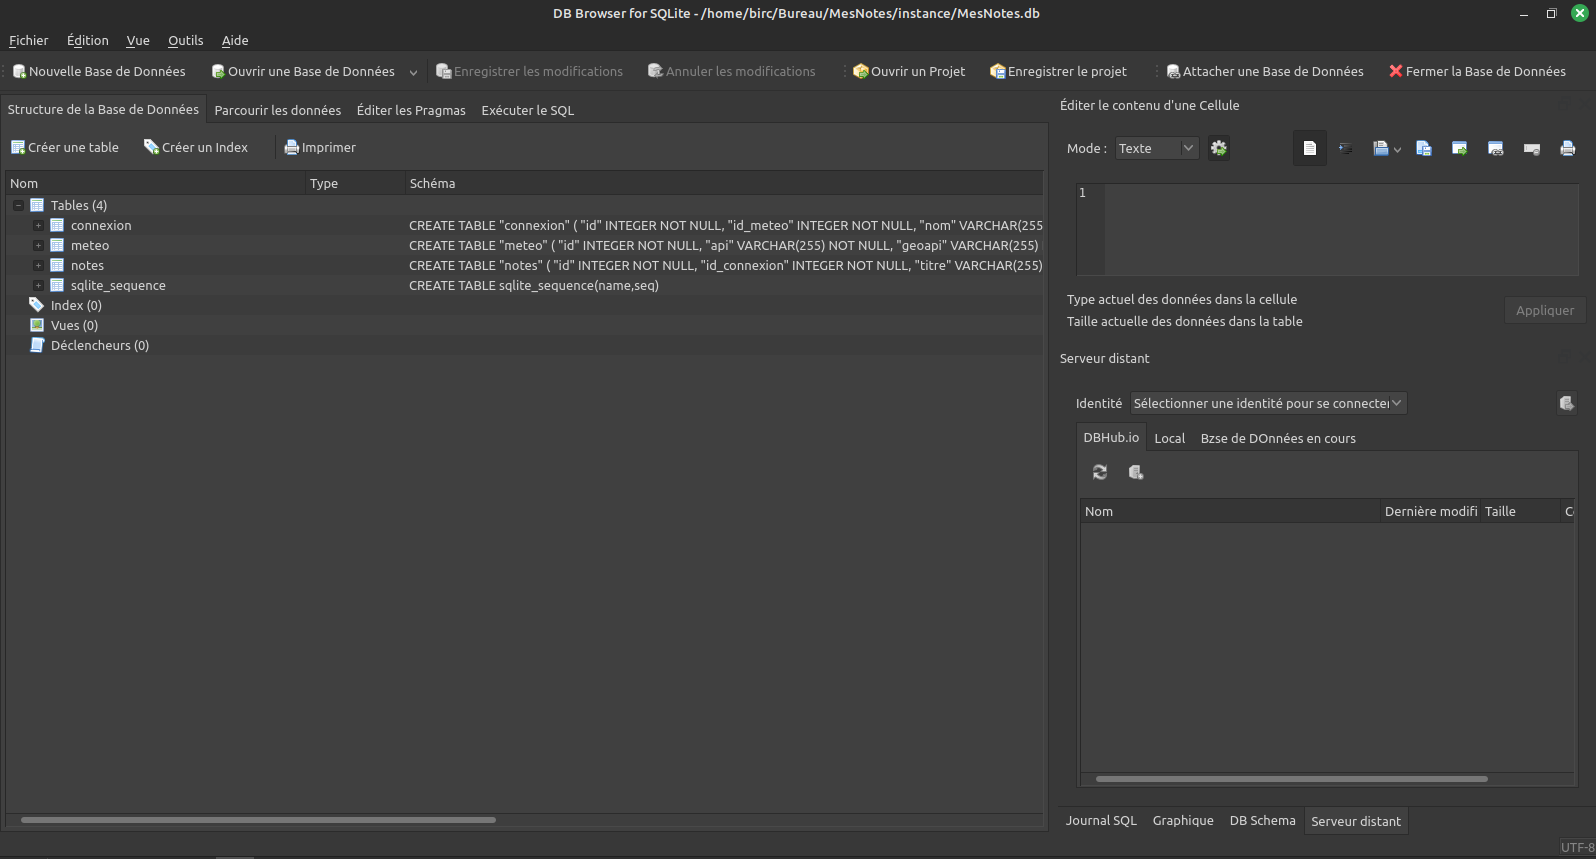 DB Browser for SQLite - /home/birc/Bureau/MesNotes/instance/MesNotes.db
Fichier Édition Vue Outils Aide
Nouvelle Base de Données Ouvrir une Base de Données Enregistrer les modifications Annuler les modifications Ouvrir un Projet Enregistrer le projet Attacher une Base de Données Fermer la Base de Données
Structure de la Base de Données Parcourir les données Éditer les Pragmas Exécuter le SQL
Créer une table Créer un Index Imprimer
Nom Type Schéma
Tables (4)
connexion CREATE TABLE "connexion" ( "id" INTEGER NOT NULL, "id_meteo" INTEGER NOT NULL, "nom" VARCHAR(255
meteo CREATE TABLE "meteo" ( "id" INTEGER NOT NULL, "api" VARCHAR(255) NOT NULL, "geoapi" VARCHAR(255)
notes CREATE TABLE "notes" ( "id" INTEGER NOT NULL, "id_connexion" INTEGER NOT NULL, "titre" VARCHAR(255)
sqlite_sequence CREATE TABLE sqlite_sequence(name,seq)
Index (0)
Vues (0)
Déclencheurs (0)
Éditer le contenu d'une Cellule
Mode : Texte
1
Type actuel des données dans la cellule
Taille actuelle des données dans la table
Appliquer
Serveur distant
Identité Sélectionner une identité pour se connecter
DBHub.io Local Bzse de DOnnées en cours
Nom Dernière modifi Taille C
Journal SQL Graphique DB Schema Serveur distant
UTF-8